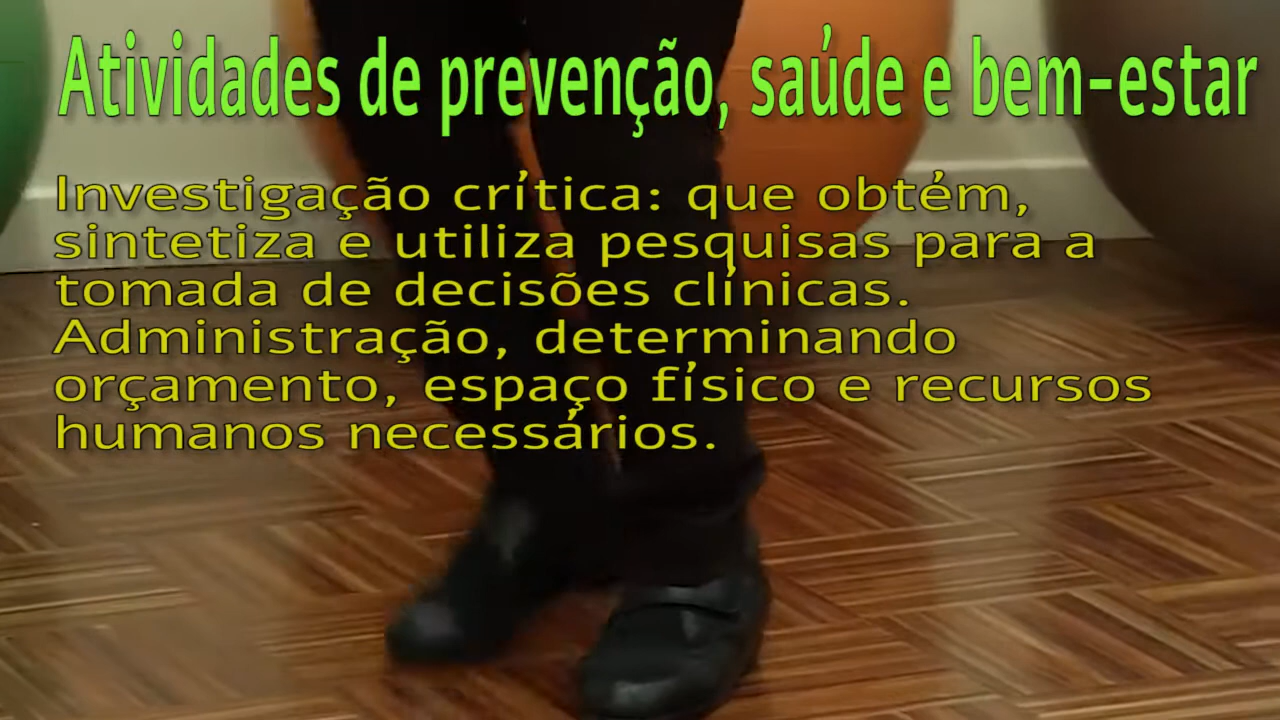 Atividades de prevenção, saúde e bem-estar
Investigação crítica: que obtém,
sintetiza e utiliza pesquisas para a
tomada de decisões clínicas.
Administração, determinando
orçamento, espaço físico e recursos
humanos necessários.